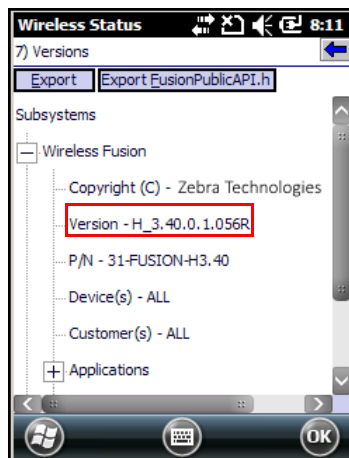 Wireless Status 8:11
7) Versions
Export Export FusionPublicAPI.h
Subsystems
Wireless Fusion
Copyright (C) - Zebra Technologies
Version - H_3.40.0.1.056R
P/N - 31-FUSION-H3.40
Device(s) - ALL
Customer(s) - ALL
Applications
OK